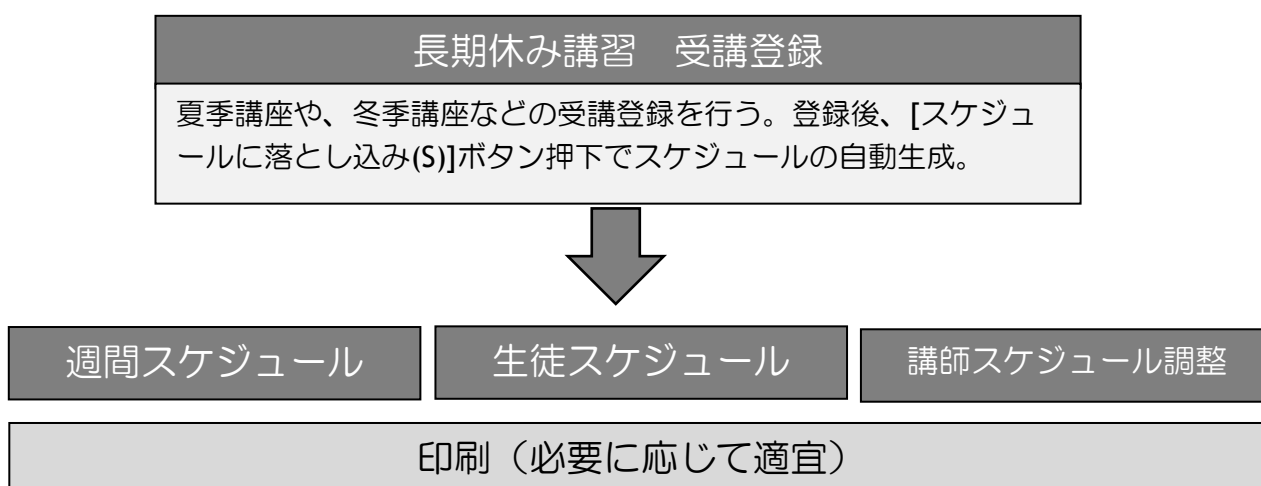 長期休み講習　受講登録
夏季講座や、冬季講座などの受講登録を行う。登録後、[スケジュ
ールに落とし込み(S)]ボタン押下でスケジュールの自動生成。
週間スケジュール
生徒スケジュール
講師スケジュール調整
印刷（必要に応じて適宜）